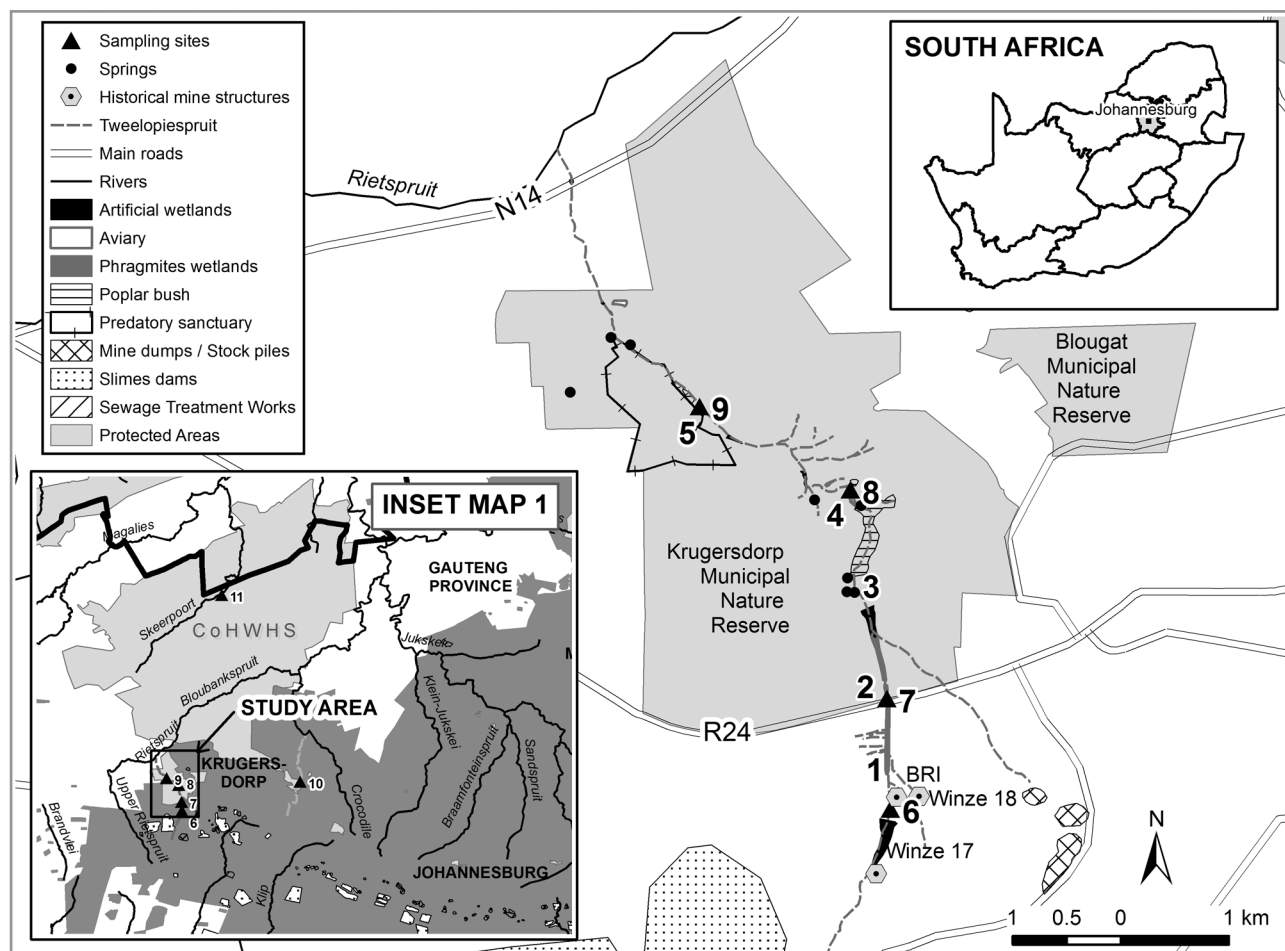 Sampling sites
Springs
Historical mine structures
Tweelopiespruit
Main roads
Rivers
Artificial wetlands
Aviary
Phragmites wetlands
Poplar bush
Predatory sanctuary
Mine dumps / Stock piles
Slimes dams
Sewage Treatment Works
Protected Areas
SOUTH AFRICA
Johannesburg
Rietspruit
N14
Blougat
Municipal
Nature
Reserve
9
5
8
4
Krugersdorp
Municipal
Nature
Reserve
3
2
7
R24
1
BRI
Winze 18
6
Winze 17
N
1 0.5 0 1 km
INSET MAP 1
Magalies
GAUTENG
PROVINCE
11
Skeerpoort
CoHWHS
Jukskei
Bloubankspruit
Klein-Jukskei
STUDY AREA
Rietspruit
KRUGERS-
DORP
Braamfonteinspruit
Sandspruit
9
8
10
7
6
Upper Rietspruit
Crocodile
Brandvlei
JOHANNESBURG
Klip